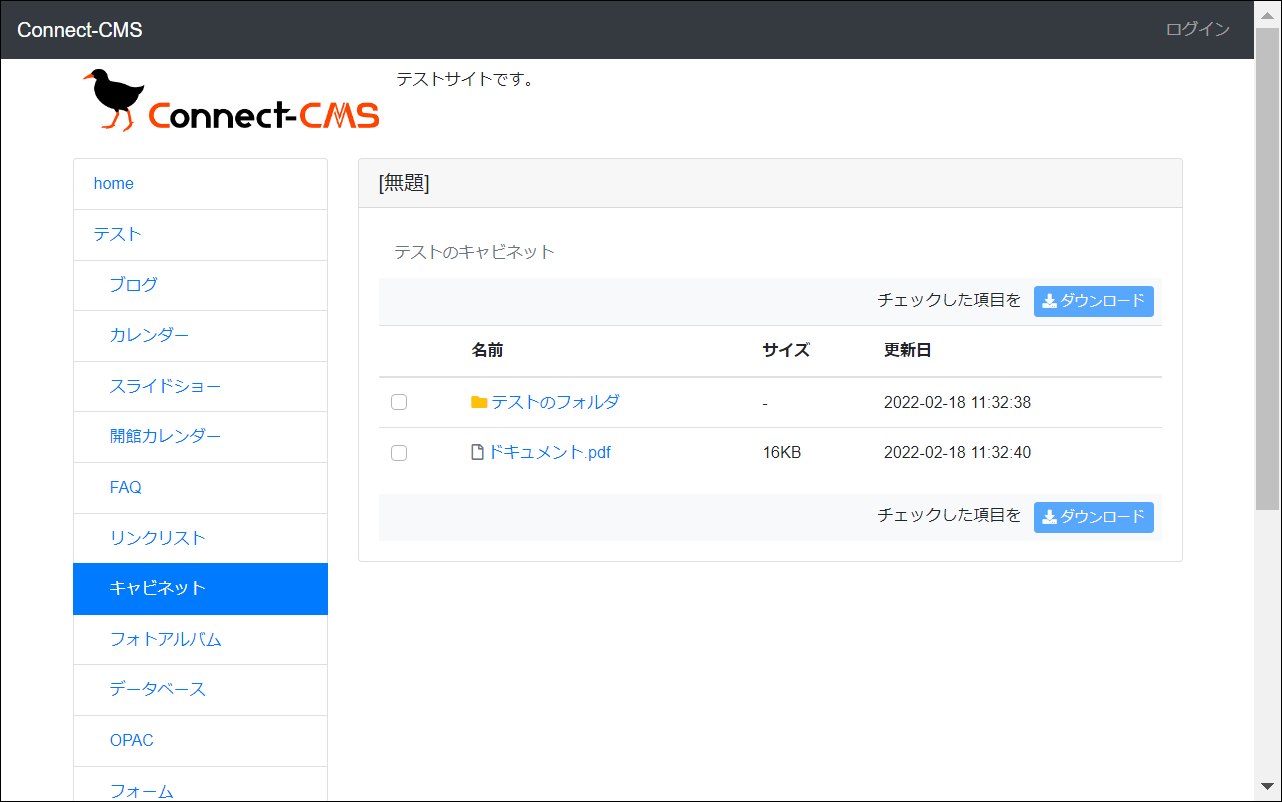 Connect-CMS
ログイン
Connect-CMS
テストサイトです。
home
テスト
ブログ
カレンダー
スライドショー
開館カレンダー
FAQ
リンクリスト
キャビネット
フォトアルバム
データベース
OPAC
フォーム
[無題]
テストのキャビネット
チェックした項目を ダウンロード
名前 サイズ 更新日
テストのフォルダ - 2022-02-18 11:32:38
ドキュメント.pdf 16KB 2022-02-18 11:32:40
チェックした項目を ダウンロード